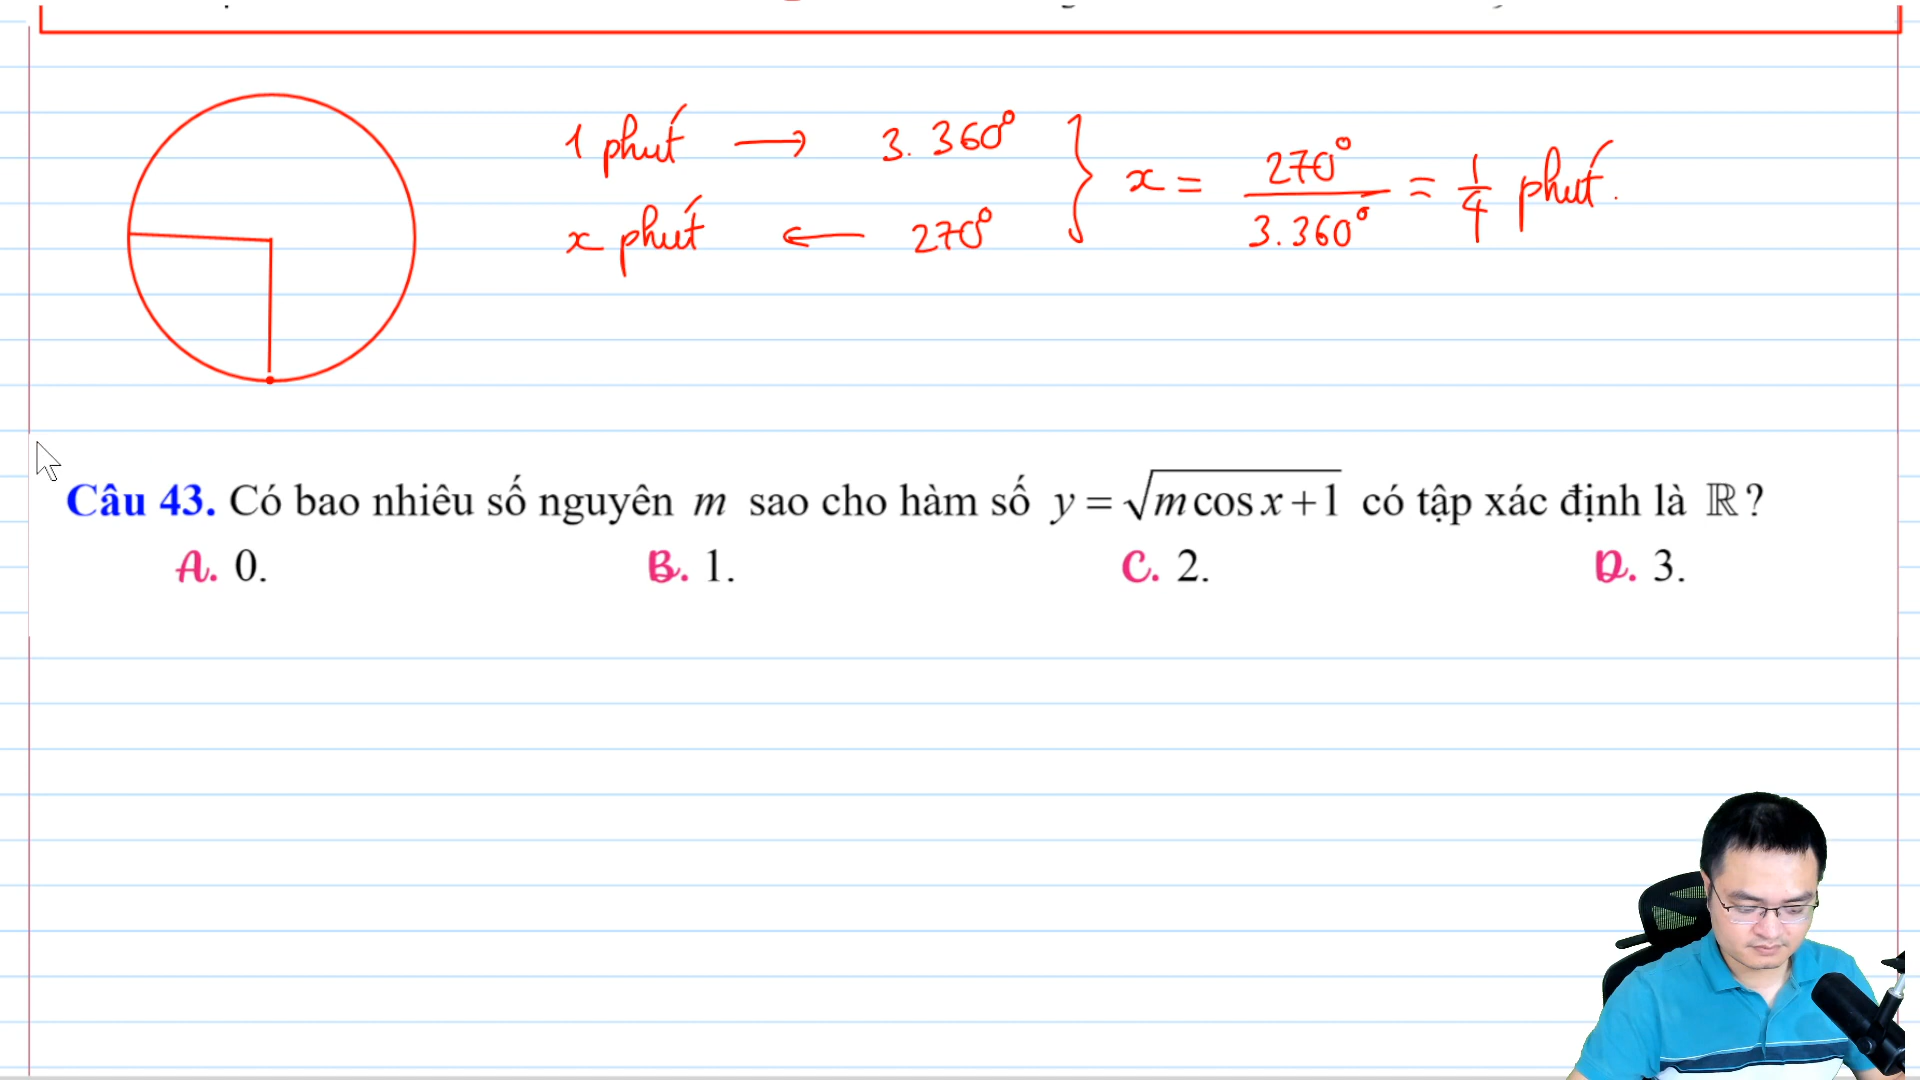 1 phút → 3.360° } x = 270° / 3.360° = 1/4 phút.
x phút ← 270°
Câu 43. Có bao nhiêu số nguyên m sao cho hàm số y = √(m cos x + 1) có tập xác định là ℝ ?
A. 0. B. 1. C. 2. D. 3.